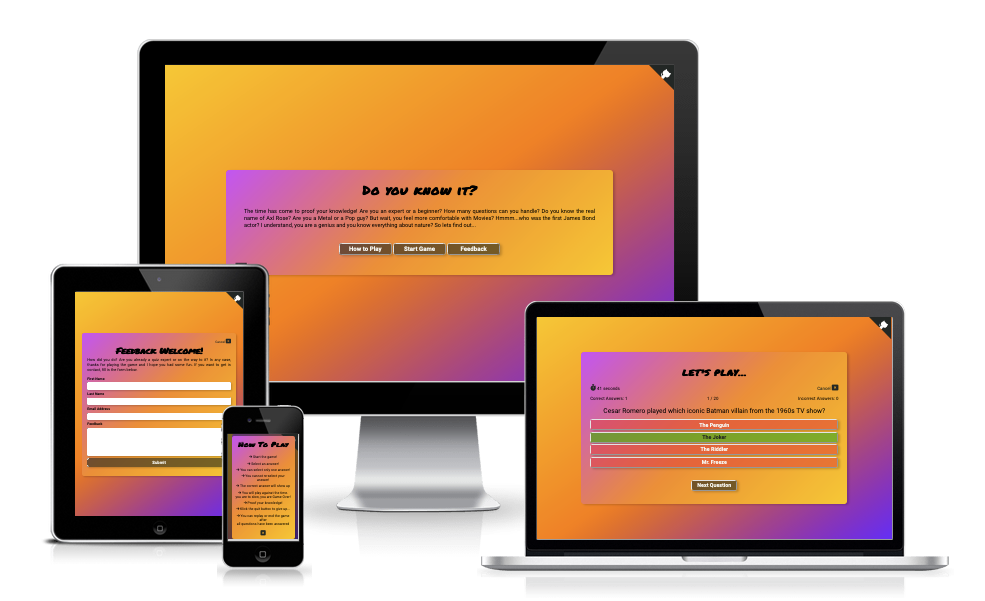 Do you know it?
The time has come to proof your knowledge! Are you an expert or a beginner? How many questions can you handle? Do you know the real
name of Axl Rose? Are you a Metal or a Pop guy? But wait, you feel more comfortable with Movies? Hmmm...who was the first James Bond
actor? I understand, you are a genius and you know everything about nature? So lets find out...
How to Play
Start Game
Feedback
Cancel
Feedback Welcome!
How did you do? Are you already a quiz expert or on the way to it? In any case,
thanks for playing the game and I hope you had some fun. If you want to get in
contact, fill in the form below.
First Name
Last Name
Email Address
Feedback
Submit
How To Play
➔ Start the game!
➔ Select an answer!
➔ You can select only one answer!
➔ You cannot re-select your
answer!
➔ The correct answer will show up
➔ You will play against the time,
you are to slow, you are Game Over!
➔ Proof your knowledge!
➔ Click the quit button to give up...
➔ You can replay or end the game
after
all questions have been answered
Let's play...
41 seconds
Cancel
Correct Answers: 1
1 / 20
Incorrect Answers: 0
Cesar Romero played which iconic Batman villain from the 1960s TV show?
The Penguin
The Joker
The Riddler
Mr. Freeze
Next Question